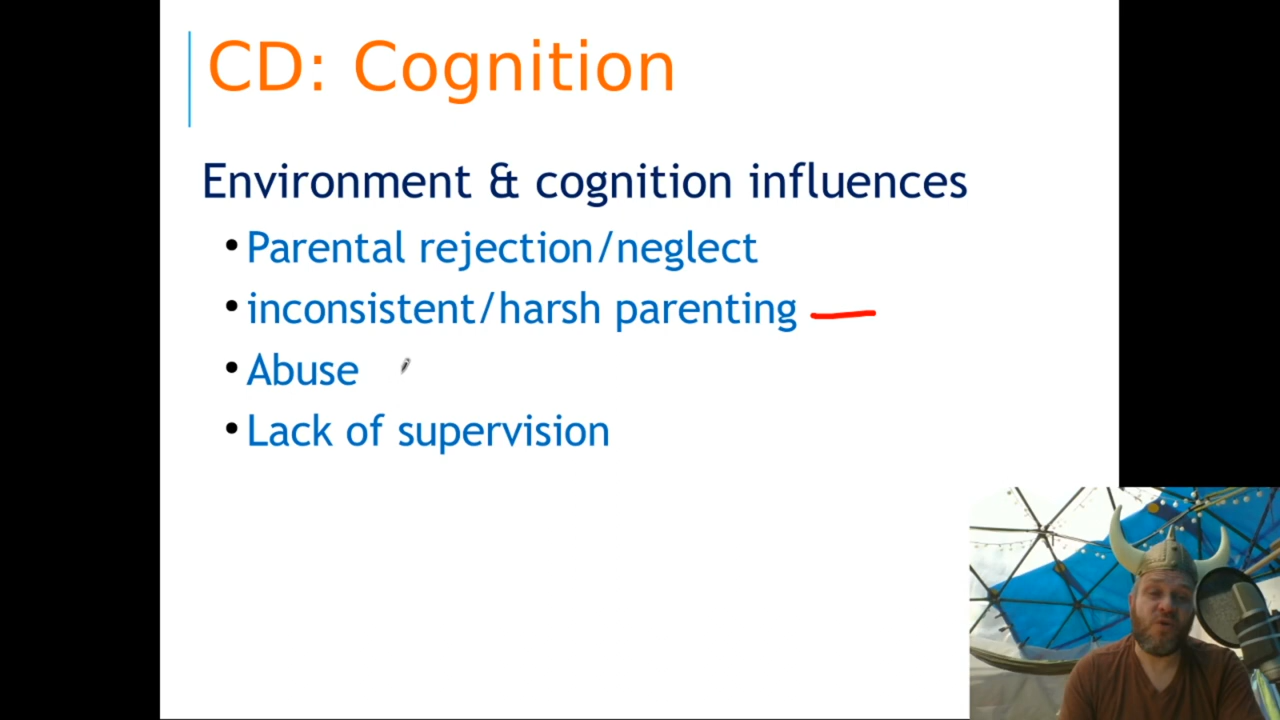 CD: Cognition
Environment & cognition influences
• Parental rejection/neglect
• inconsistent/harsh parenting
• Abuse
• Lack of supervision